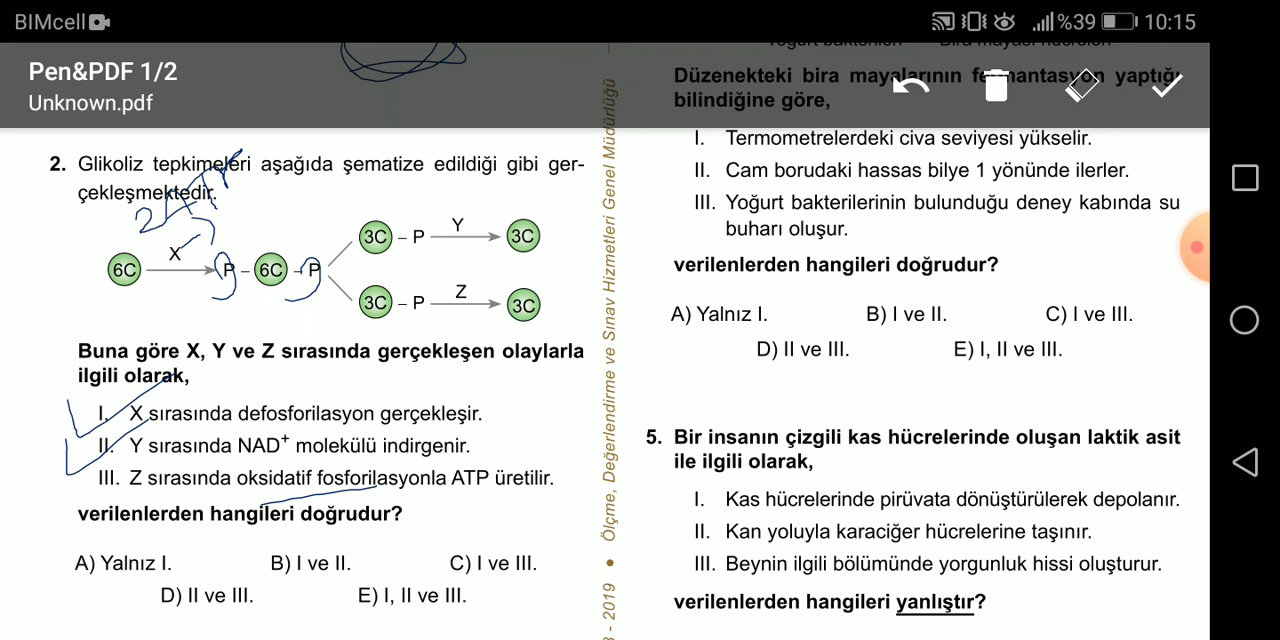 BIMcell
%39 10:15
Pen&PDF 1/2
Unknown.pdf
2ATP
2. Glikoliz tepkimeleri aşağıda şematize edildiği gibi ger-
çekleşmektedir.
6C X P – 6C – P
3C – P Y 3C
3C – P Z 3C
Buna göre X, Y ve Z sırasında gerçekleşen olaylarla
ilgili olarak,
I. X sırasında defosforilasyon gerçekleşir.
II. Y sırasında NAD+ molekülü indirgenir.
III. Z sırasında oksidatif fosforilasyonla ATP üretilir.
verilenlerden hangileri doğrudur?
A) Yalnız I. B) I ve II. C) I ve III.
D) II ve III. E) I, II ve III.
- 2019 • Ölçme, Değerlendirme ve Sınav Hizmetleri Genel Müdürlüğü
Yoğurt bakterileri Bira mayası hücreleri
Düzenekteki bira mayalarının fermantasyon yaptığı
bilindiğine göre,
I. Termometrelerdeki civa seviyesi yükselir.
II. Cam borudaki hassas bilye 1 yönünde ilerler.
III. Yoğurt bakterilerinin bulunduğu deney kabında su
buharı oluşur.
verilenlerden hangileri doğrudur?
A) Yalnız I. B) I ve II. C) I ve III.
D) II ve III. E) I, II ve III.
5. Bir insanın çizgili kas hücrelerinde oluşan laktik asit
ile ilgili olarak,
I. Kas hücrelerinde pirüvata dönüştürülerek depolanır.
II. Kan yoluyla karaciğer hücrelerine taşınır.
III. Beynin ilgili bölümünde yorgunluk hissi oluşturur.
verilenlerden hangileri yanlıştır?